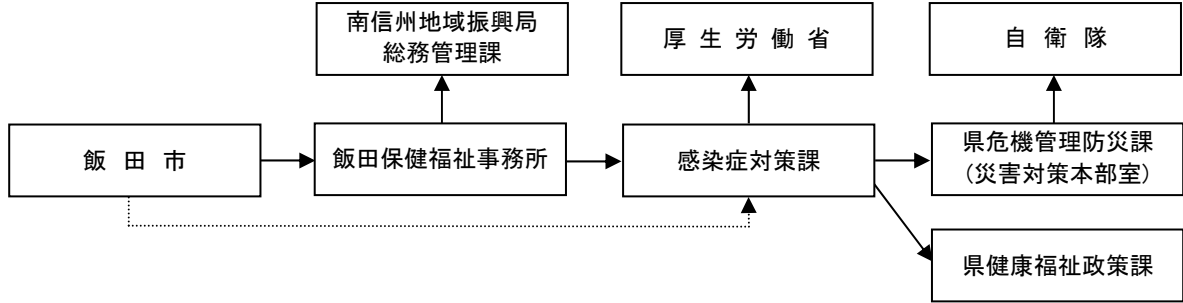 南信州地域振興局
総務管理課
厚生労働省
自衛隊
飯田市
飯田保健福祉事務所
感染症対策課
県危機管理防災課
(災害対策本部室)
県健康福祉政策課